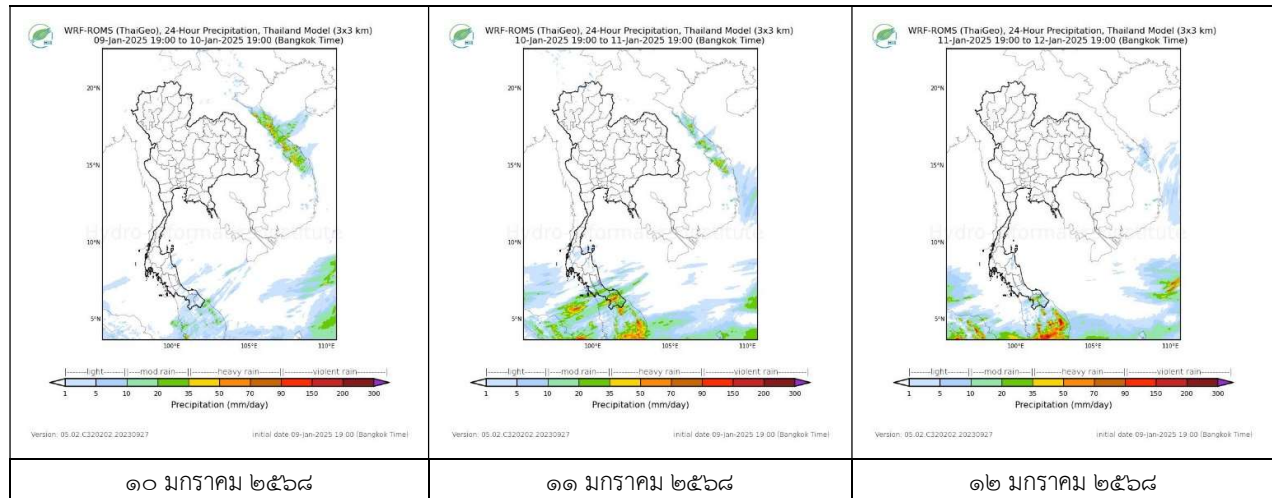 WRF-ROMS (ThaiGeo), 24-Hour Precipitation, Thailand Model (3x3 km)
09-Jan-2025 19:00 to 10-Jan-2025 19:00 (Bangkok Time)
20°N
15°N
10°N
5°N
Hydro-Informatics Institute
100°E 105°E 110°E
|--------light--------||----mod rain----||--------heavy rain--------||--------violent rain--------|
1 5 10 20 35 50 70 90 150 200 300
Precipitation (mm/day)
Version: 05.02.C320202.20230927 initial date 09-Jan-2025 19:00 (Bangkok Time)
๑๐ มกราคม ๒๕๖๘
WRF-ROMS (ThaiGeo), 24-Hour Precipitation, Thailand Model (3x3 km)
10-Jan-2025 19:00 to 11-Jan-2025 19:00 (Bangkok Time)
20°N
15°N
10°N
5°N
Hydro-Informatics Institute
100°E 105°E 110°E
|--------light--------||----mod rain----||--------heavy rain--------||--------violent rain--------|
1 5 10 20 35 50 70 90 150 200 300
Precipitation (mm/day)
Version: 05.02.C320202.20230927 initial date 09-Jan-2025 19:00 (Bangkok Time)
๑๑ มกราคม ๒๕๖๘
WRF-ROMS (ThaiGeo), 24-Hour Precipitation, Thailand Model (3x3 km)
11-Jan-2025 19:00 to 12-Jan-2025 19:00 (Bangkok Time)
20°N
15°N
10°N
5°N
Hydro-Informatics Institute
100°E 105°E 110°E
|--------light--------||----mod rain----||--------heavy rain--------||--------violent rain--------|
1 5 10 20 35 50 70 90 150 200 300
Precipitation (mm/day)
Version: 05.02.C320202.20230927 initial date 09-Jan-2025 19:00 (Bangkok Time)
๑๒ มกราคม ๒๕๖๘